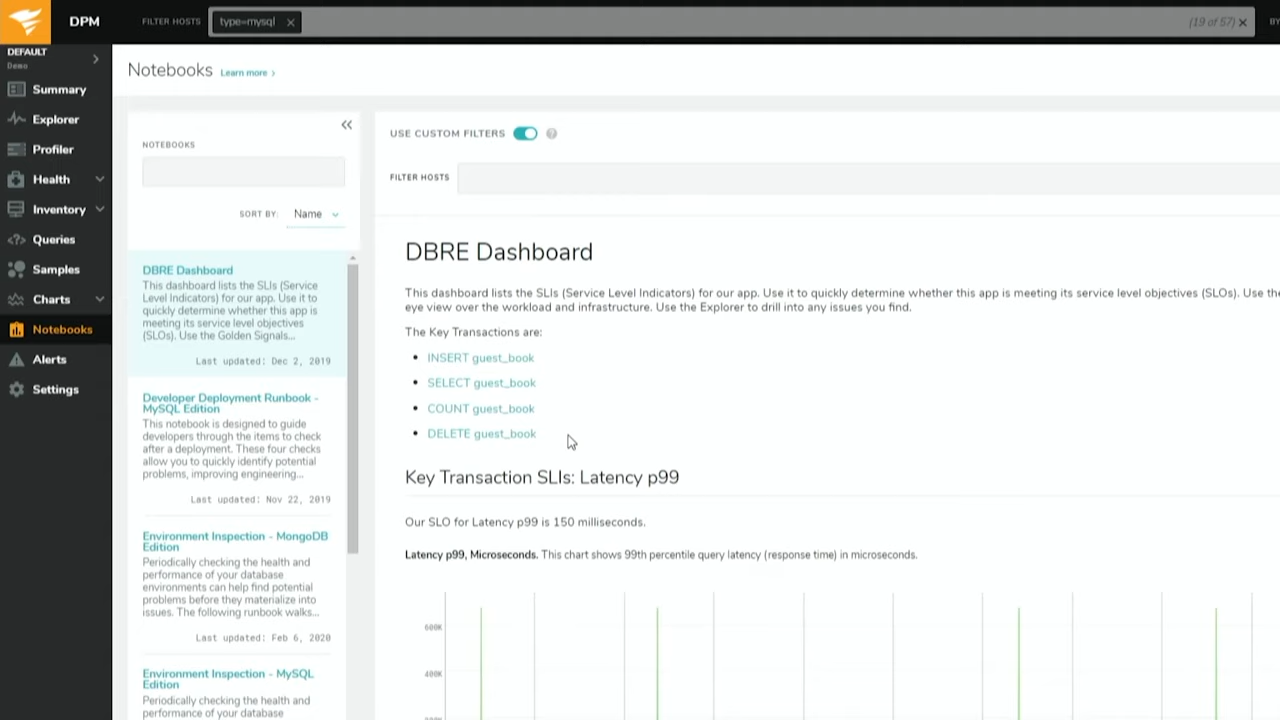 DPM
FILTER HOSTS
type=mysql ×
(19 of 57) ×
DEFAULT
Demo
Summary
Explorer
Profiler
Health
Inventory
Queries
Samples
Charts
Notebooks
Alerts
Settings
Notebooks
Learn more ›
NOTEBOOKS
SORT BY: Name
DBRE Dashboard
This dashboard lists the SLIs (Service
Level Indicators) for our app. Use it to
quickly determine whether this app is
meeting its service level objectives
(SLOs). Use the Golden Signals...
Last updated: Dec 2, 2019
Developer Deployment Runbook -
MySQL Edition
This notebook is designed to guide
developers through the items to check
after a deployment. These four checks
allow you to quickly identify potential
problems, improving engineering...
Last updated: Nov 22, 2019
Environment Inspection - MongoDB
Edition
Periodically checking the health and
performance of your database
environments can help find potential
problems before they materialize into
issues. The following runbook walks...
Last updated: Feb 6, 2020
Environment Inspection - MySQL
Edition
Periodically checking the health and
performance of your database
USE CUSTOM FILTERS
FILTER HOSTS
DBRE Dashboard
This dashboard lists the SLIs (Service Level Indicators) for our app. Use it to quickly determine whether this app is meeting its service level objectives (SLOs). Use the
eye view over the workload and infrastructure. Use the Explorer to drill into any issues you find.
The Key Transactions are:
• INSERT guest_book
• SELECT guest_book
• COUNT guest_book
• DELETE guest_book
Key Transaction SLIs: Latency p99
Our SLO for Latency p99 is 150 milliseconds.
Latency p99, Microseconds. This chart shows 99th percentile query latency (response time) in microseconds.
600K
400K